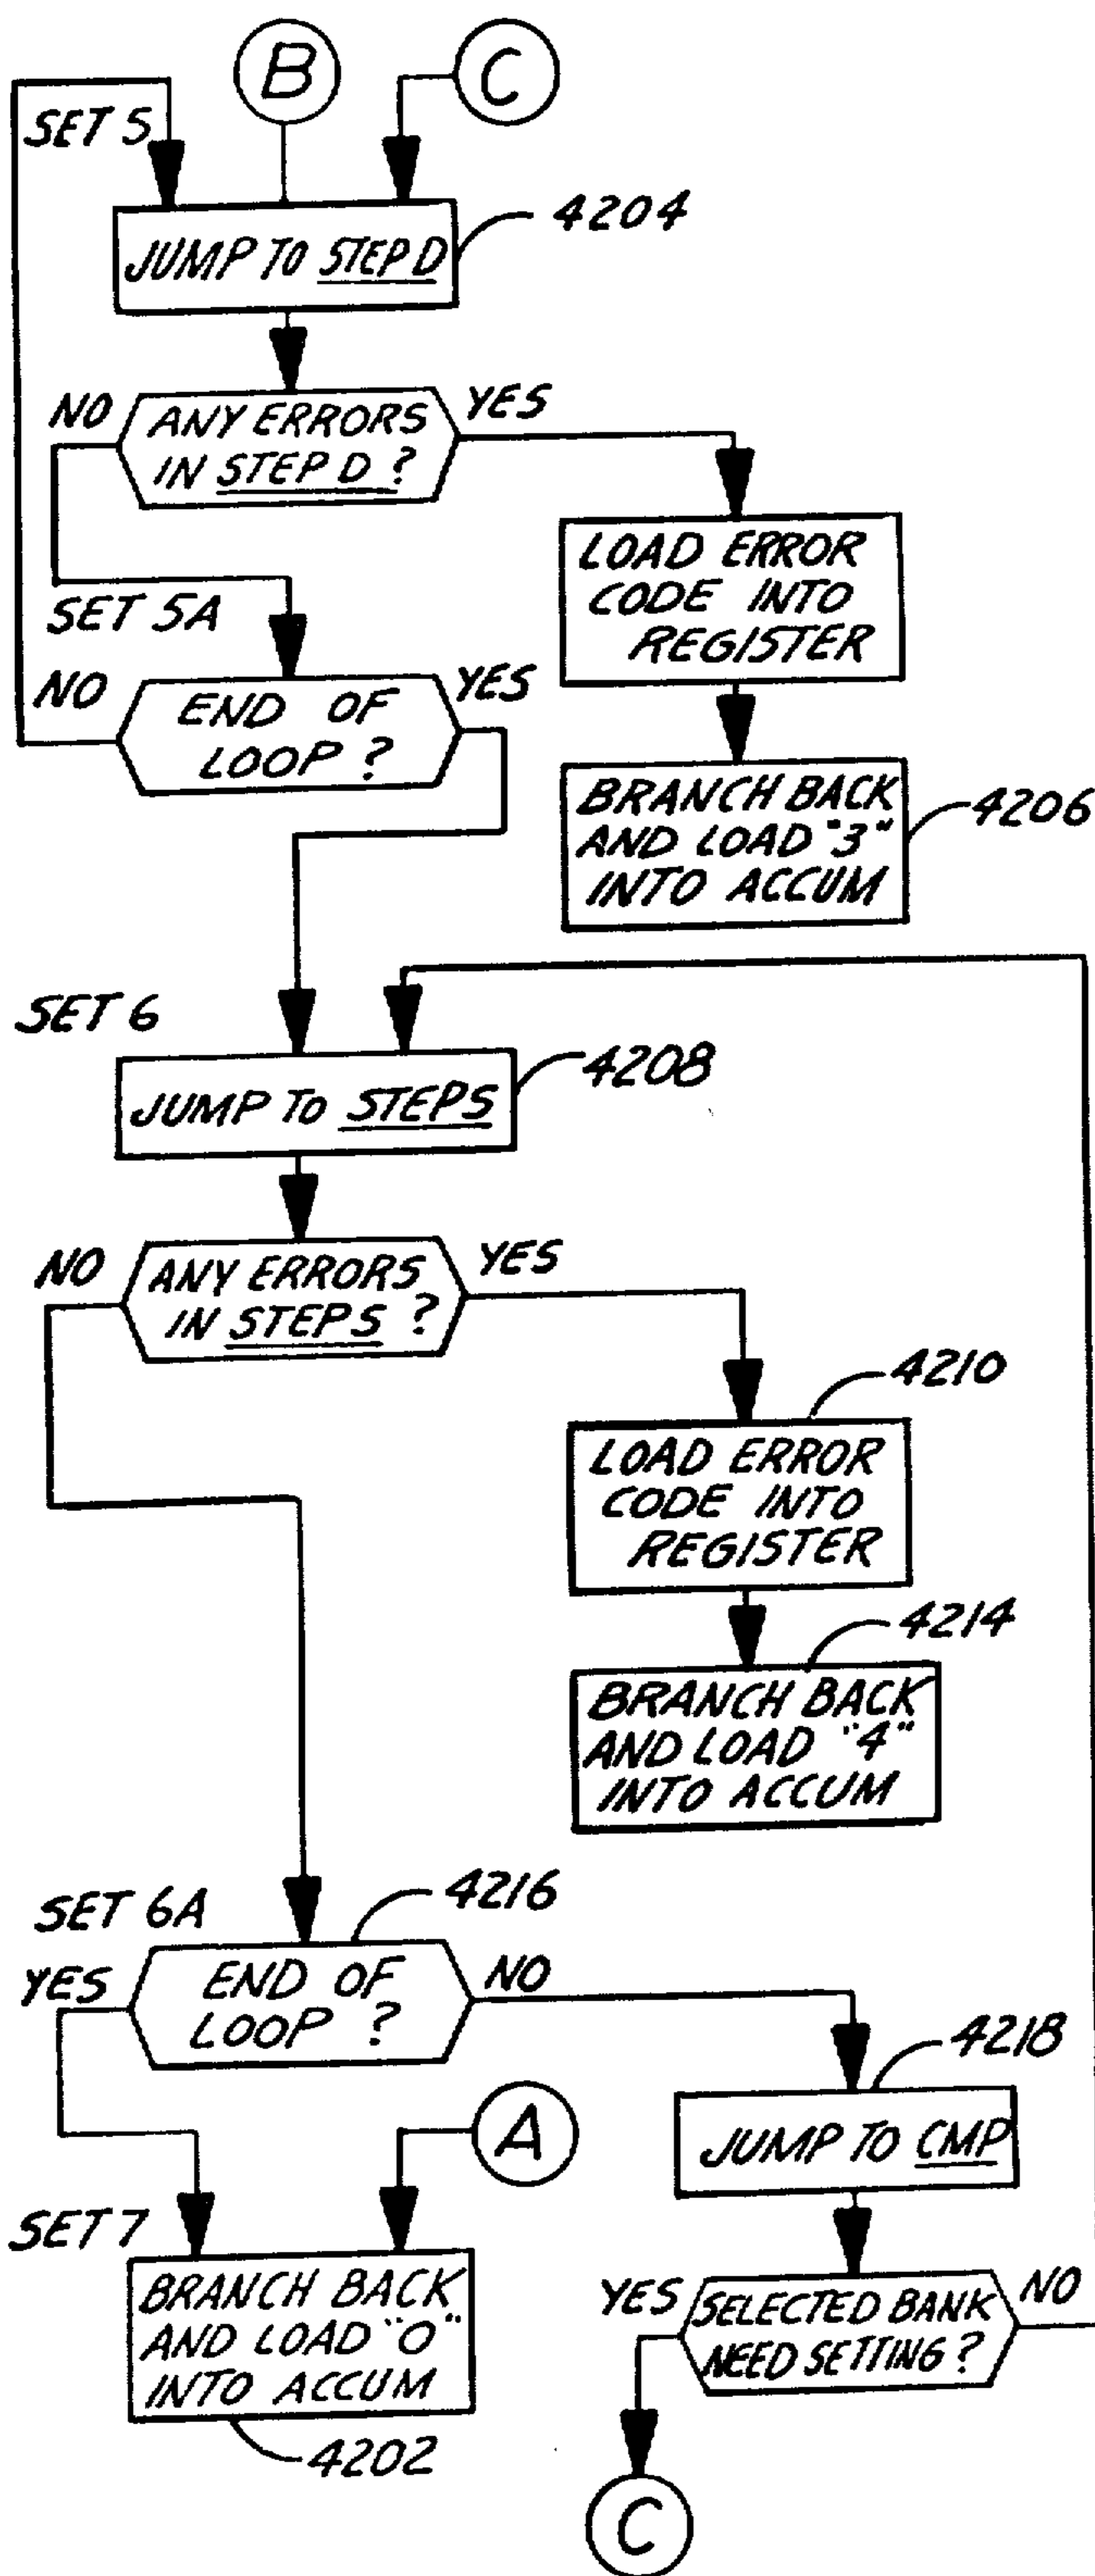 B
C
SET 5
4204
JUMP TO STEP D
NO
ANY ERRORS
IN STEP D ?
YES
LOAD ERROR
CODE INTO
REGISTER
SET 5A
NO
END OF
LOOP ?
YES
BRANCH BACK
AND LOAD "3"
INTO ACCUM
4206
SET 6
4208
JUMP TO STEPS
NO
ANY ERRORS
IN STEPS ?
YES
4210
LOAD ERROR
CODE INTO
REGISTER
4214
BRANCH BACK
AND LOAD "4"
INTO ACCUM
SET 6A
4216
YES
END OF
LOOP ?
NO
4218
JUMP TO CMP
A
SET 7
BRANCH BACK
AND LOAD "0"
INTO ACCUM
4202
YES
SELECTED BANK
NEED SETTING ?
NO
C